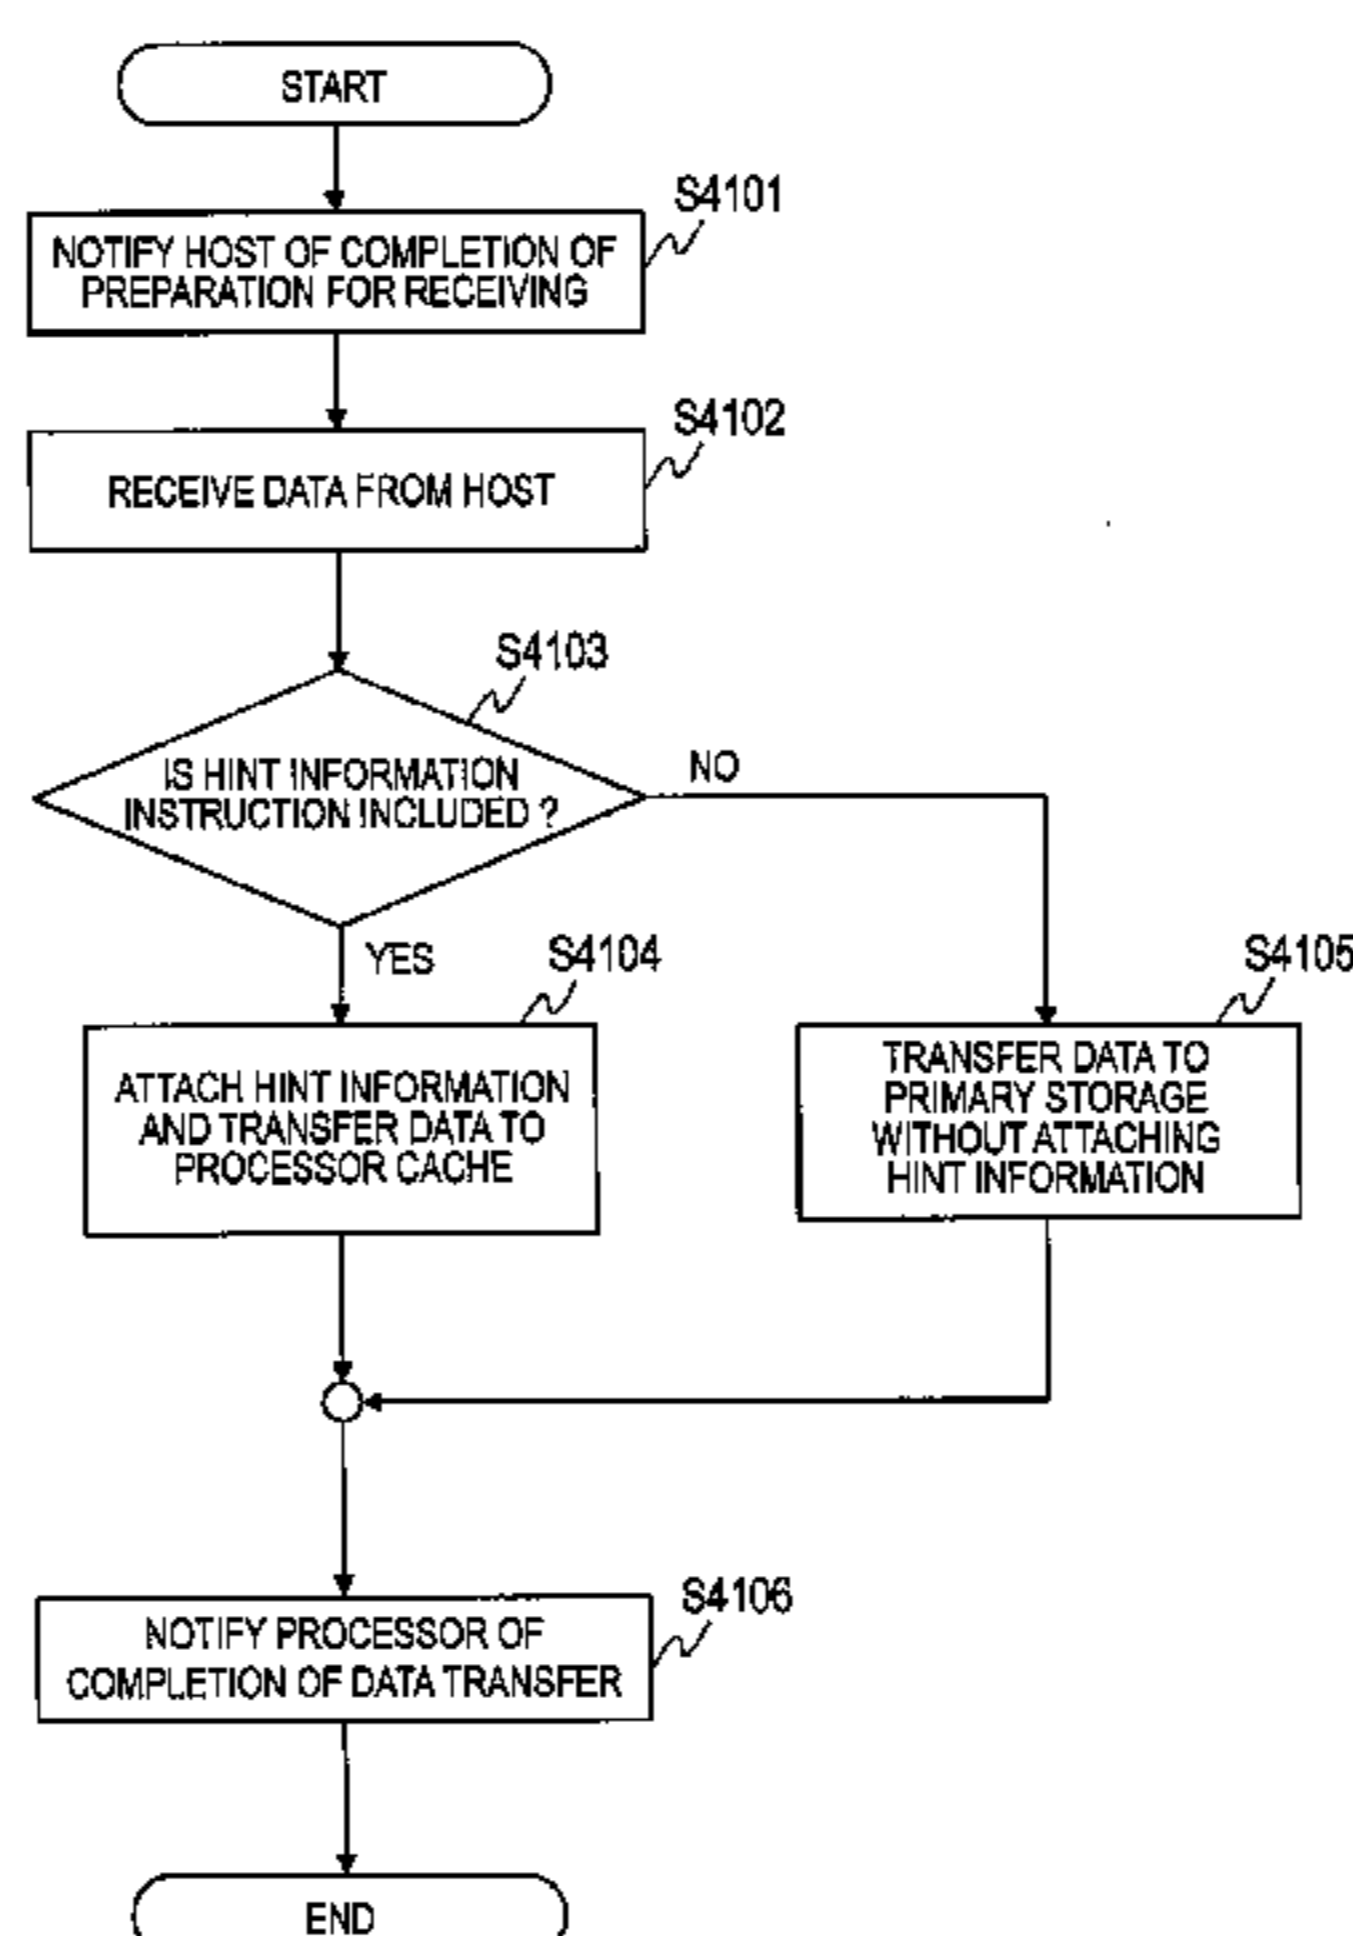 START
S4101
NOTIFY HOST OF COMPLETION OF
PREPARATION FOR RECEIVING
S4102
RECEIVE DATA FROM HOST
S4103
IS HINT INFORMATION
INSTRUCTION INCLUDED ?
NO
YES
S4104
S4105
ATTACH HINT INFORMATION
AND TRANSFER DATA TO
PROCESSOR CACHE
TRANSFER DATA TO
PRIMARY STORAGE
WITHOUT ATTACHING
HINT INFORMATION
S4106
NOTIFY PROCESSOR OF
COMPLETION OF DATA TRANSFER
END